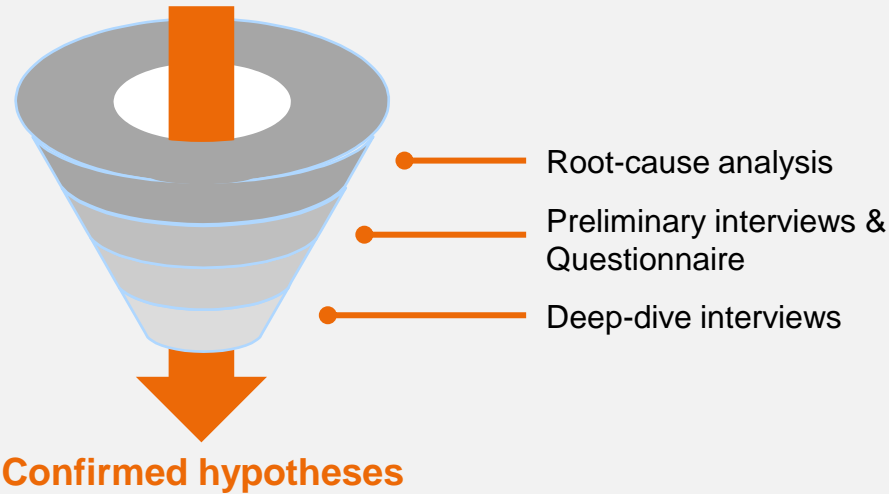 Root-cause analysis
Preliminary interviews &
Questionnaire
Deep-dive interviews
Confirmed hypotheses